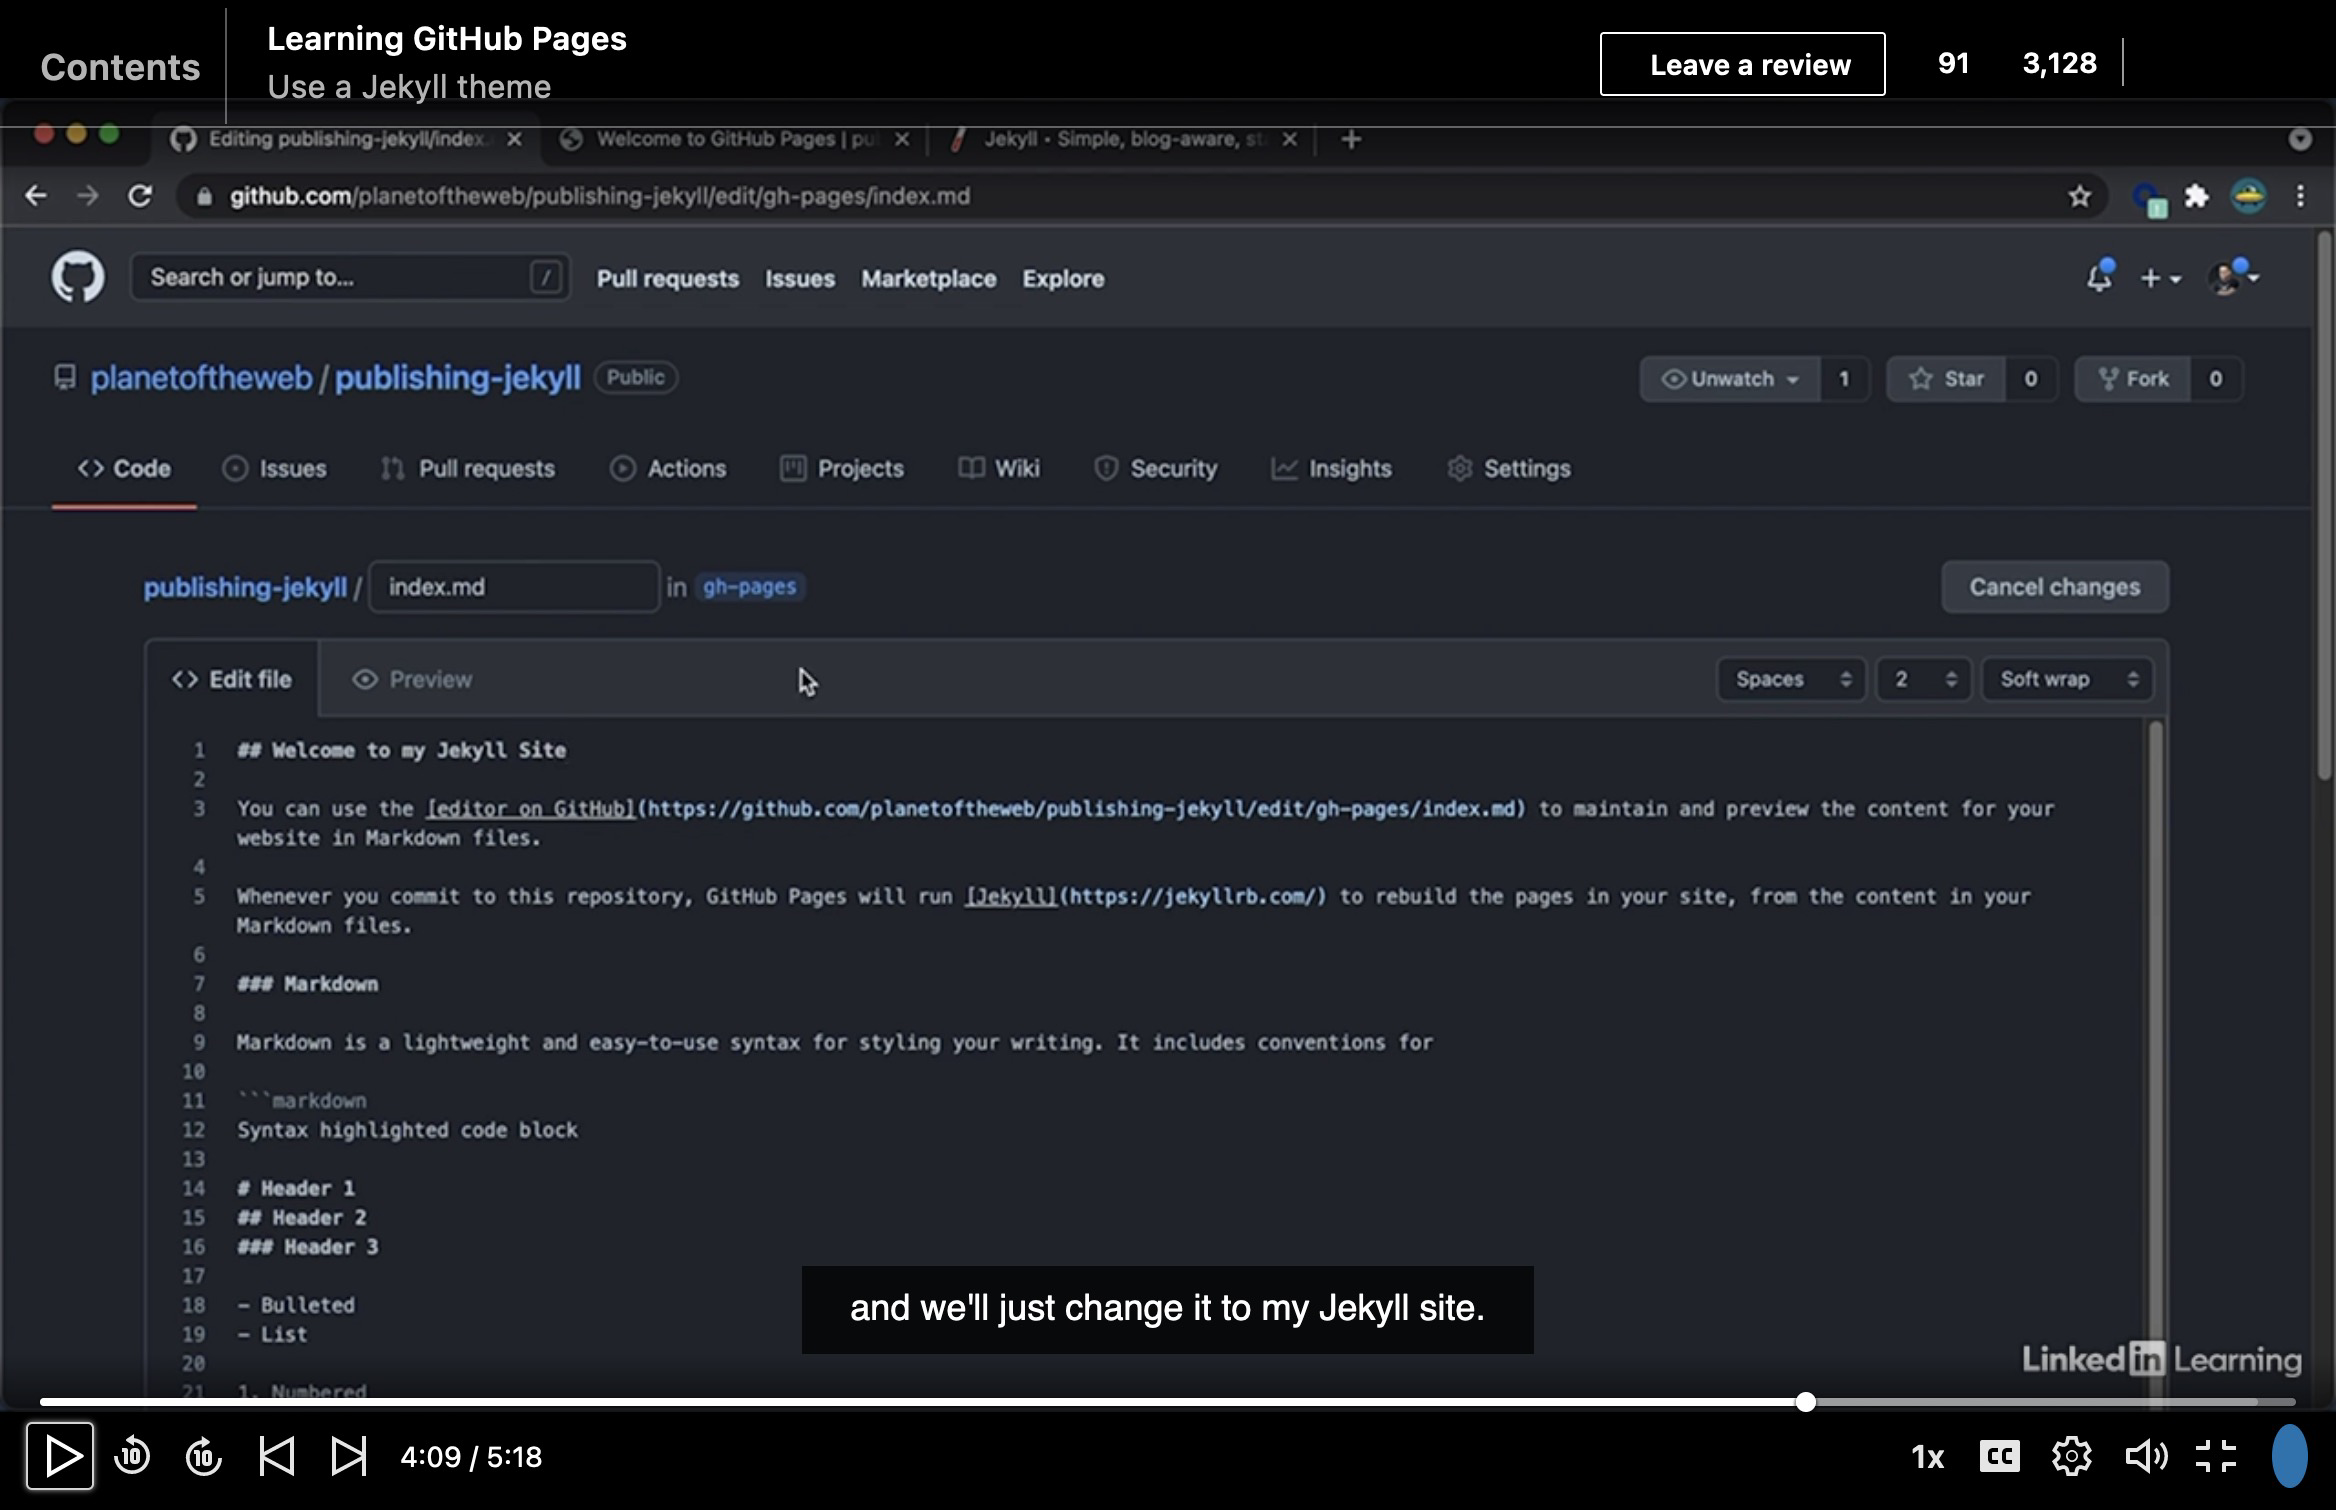 Contents
Learning GitHub Pages
Use a Jekyll theme
Leave a review
91
3,128
Editing publishing-jekyll/index.
Welcome to GitHub Pages | pu
Jekyll • Simple, blog-aware, st
github.com/planetoftheweb/publishing-jekyll/edit/gh-pages/index.md
Search or jump to... /
Pull requests Issues Marketplace Explore
planetoftheweb / publishing-jekyll Public
Unwatch 1 Star 0 Fork 0
<> Code Issues Pull requests Actions Projects Wiki Security Insights Settings
publishing-jekyll / index.md in gh-pages
Cancel changes
<> Edit file Preview
Spaces 2 Soft wrap
1 ## Welcome to my Jekyll Site
2
3 You can use the [editor on GitHub](https://github.com/planetoftheweb/publishing-jekyll/edit/gh-pages/index.md) to maintain and preview the content for your
website in Markdown files.
4
5 Whenever you commit to this repository, GitHub Pages will run [Jekyll](https://jekyllrb.com/) to rebuild the pages in your site, from the content in your
Markdown files.
6
7 ### Markdown
8
9 Markdown is a lightweight and easy-to-use syntax for styling your writing. It includes conventions for
10
11 ```markdown
12 Syntax highlighted code block
13
14 # Header 1
15 ## Header 2
16 ### Header 3
17
18 - Bulleted
19 - List
20
21 1. Numbered
and we'll just change it to my Jekyll site.
Linked in Learning
10 10 4:09 / 5:18
1x CC